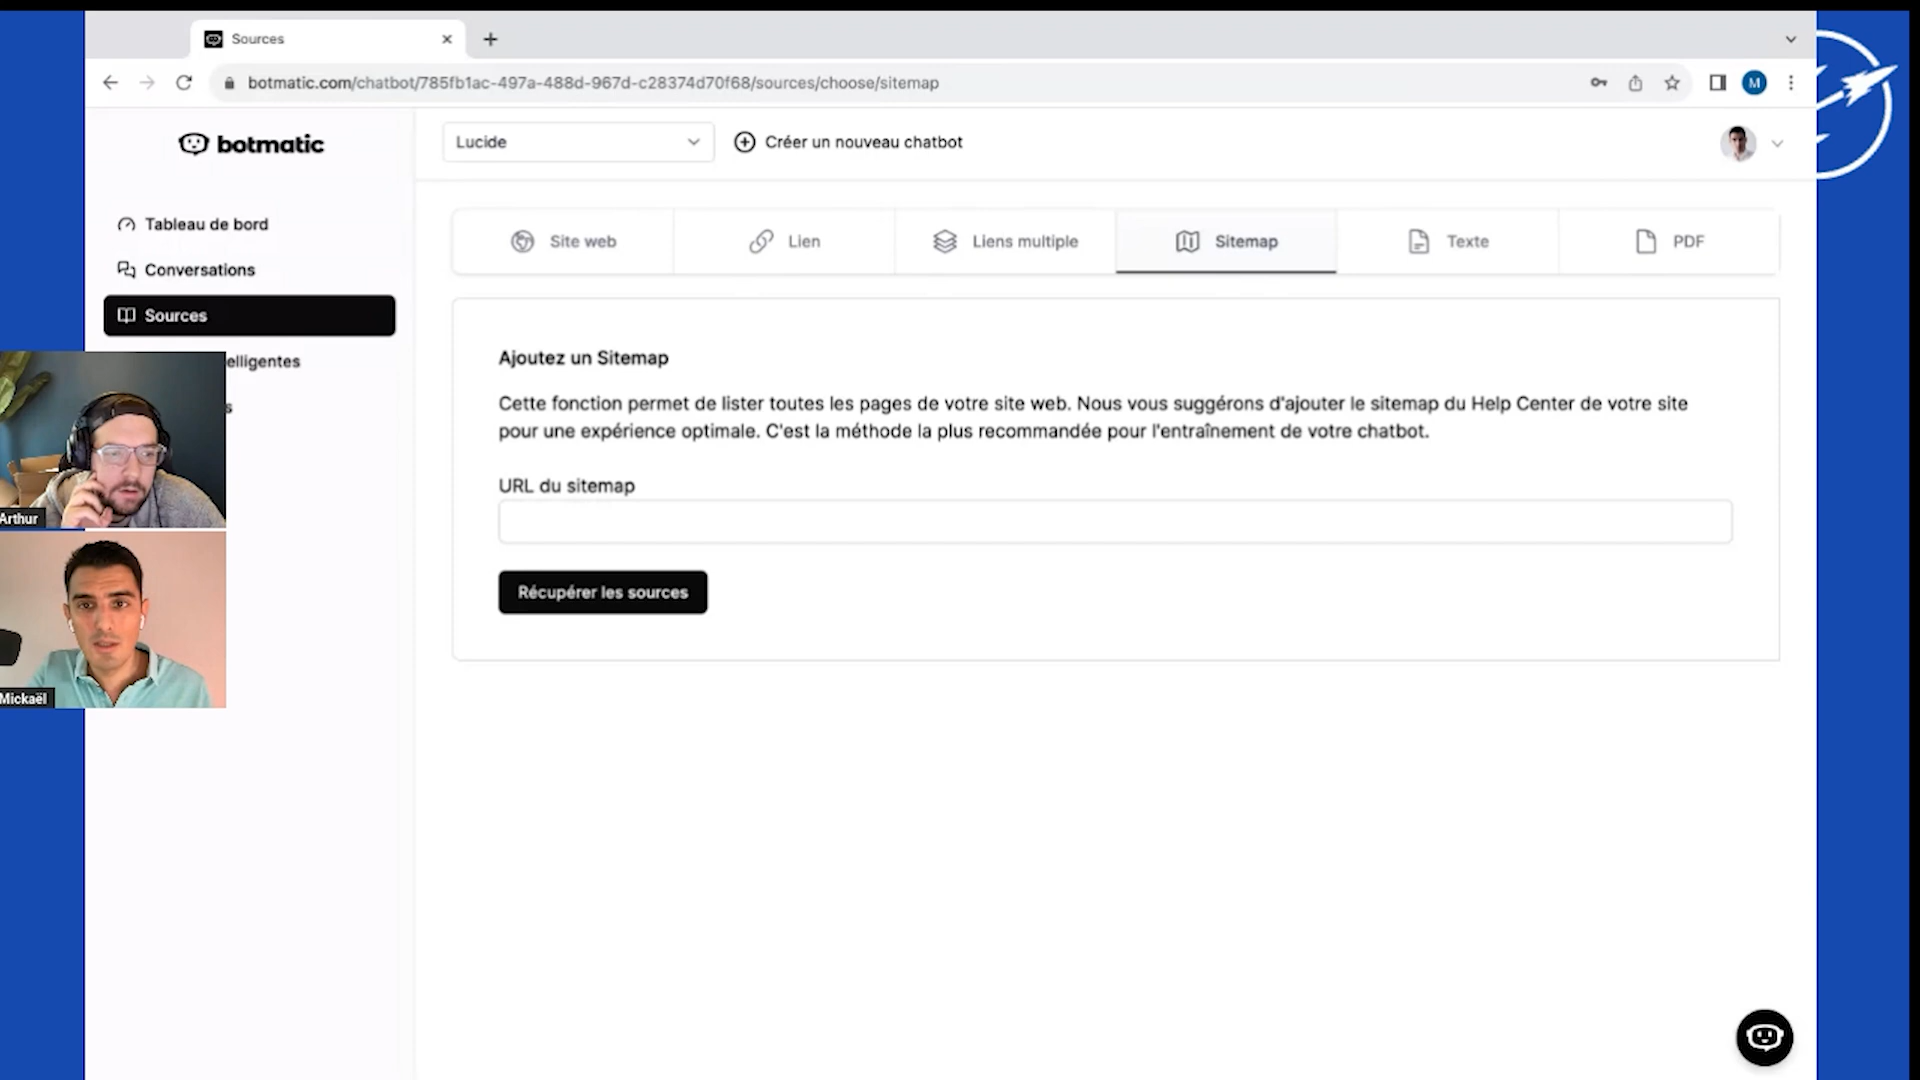 Sources
botmatic.com/chatbot/785fb1ac-497a-488d-967d-c28374d70f68/sources/choose/sitemap
M
botmatic
Lucide
Créer un nouveau chatbot
Tableau de bord
Conversations
Sources
elligentes
s
Site web
Lien
Liens multiple
Sitemap
Texte
PDF
Ajoutez un Sitemap
Cette fonction permet de lister toutes les pages de votre site web. Nous vous suggérons d'ajouter le sitemap du Help Center de votre site
pour une expérience optimale. C'est la méthode la plus recommandée pour l'entraînement de votre chatbot.
URL du sitemap
Récupérer les sources
Arthur
Mickaël